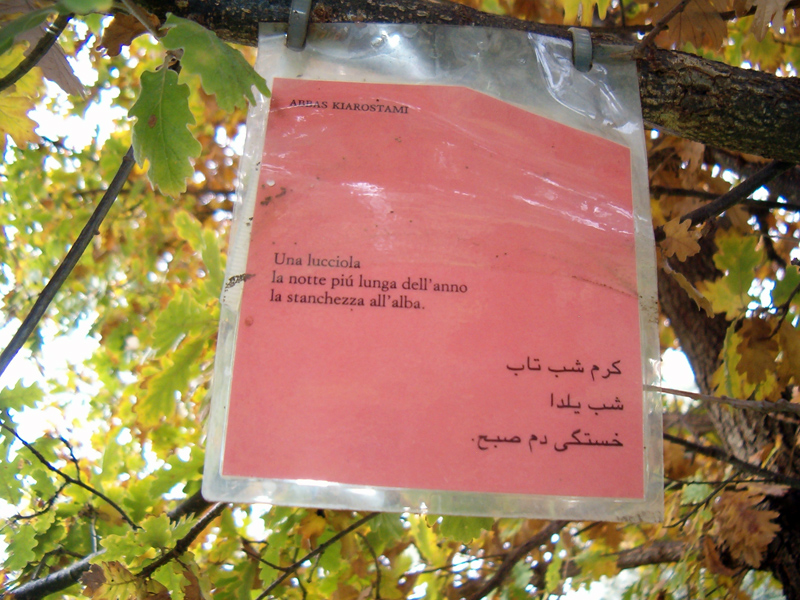 ABBAS KIAROSTAMI
Una lucciola
la notte piú lunga dell'anno
la stanchezza all'alba.
کرم شب تاب
شب یلدا
خستگی دم صبح.